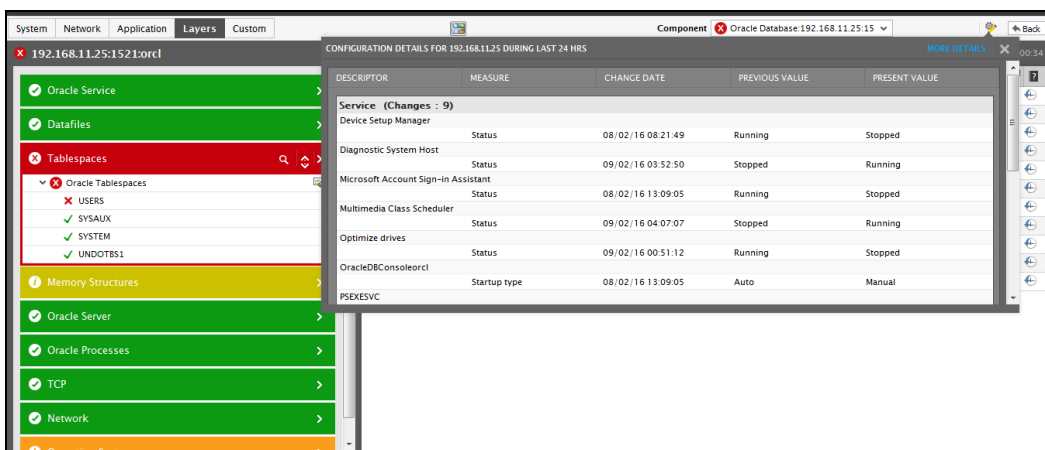 System Network Application Layers Custom Component Oracle Database:192.168.11.25:15 Back
192.168.11.25:1521:orcl
CONFIGURATION DETAILS FOR 192.168.11.25 DURING LAST 24 HRS MORE DETAILS 00:34
DESCRIPTOR MEASURE CHANGE DATE PREVIOUS VALUE PRESENT VALUE
Service (Changes : 9)
Device Setup Manager
Status 08/02/16 08:21:49 Running Stopped
Diagnostic System Host
Status 09/02/16 03:52:50 Stopped Running
Microsoft Account Sign-in Assistant
Status 08/02/16 13:09:05 Running Stopped
Multimedia Class Scheduler
Status 09/02/16 04:07:07 Stopped Running
Optimize drives
Status 09/02/16 00:51:12 Running Stopped
OracleDBConsoleorcl
Startup type 08/02/16 13:09:05 Auto Manual
PSEXESVC
Oracle Service
Datafiles
Tablespaces
Oracle Tablespaces
USERS
SYSAUX
SYSTEM
UNDOTBS1
Memory Structures
Oracle Server
Oracle Processes
TCP
Network